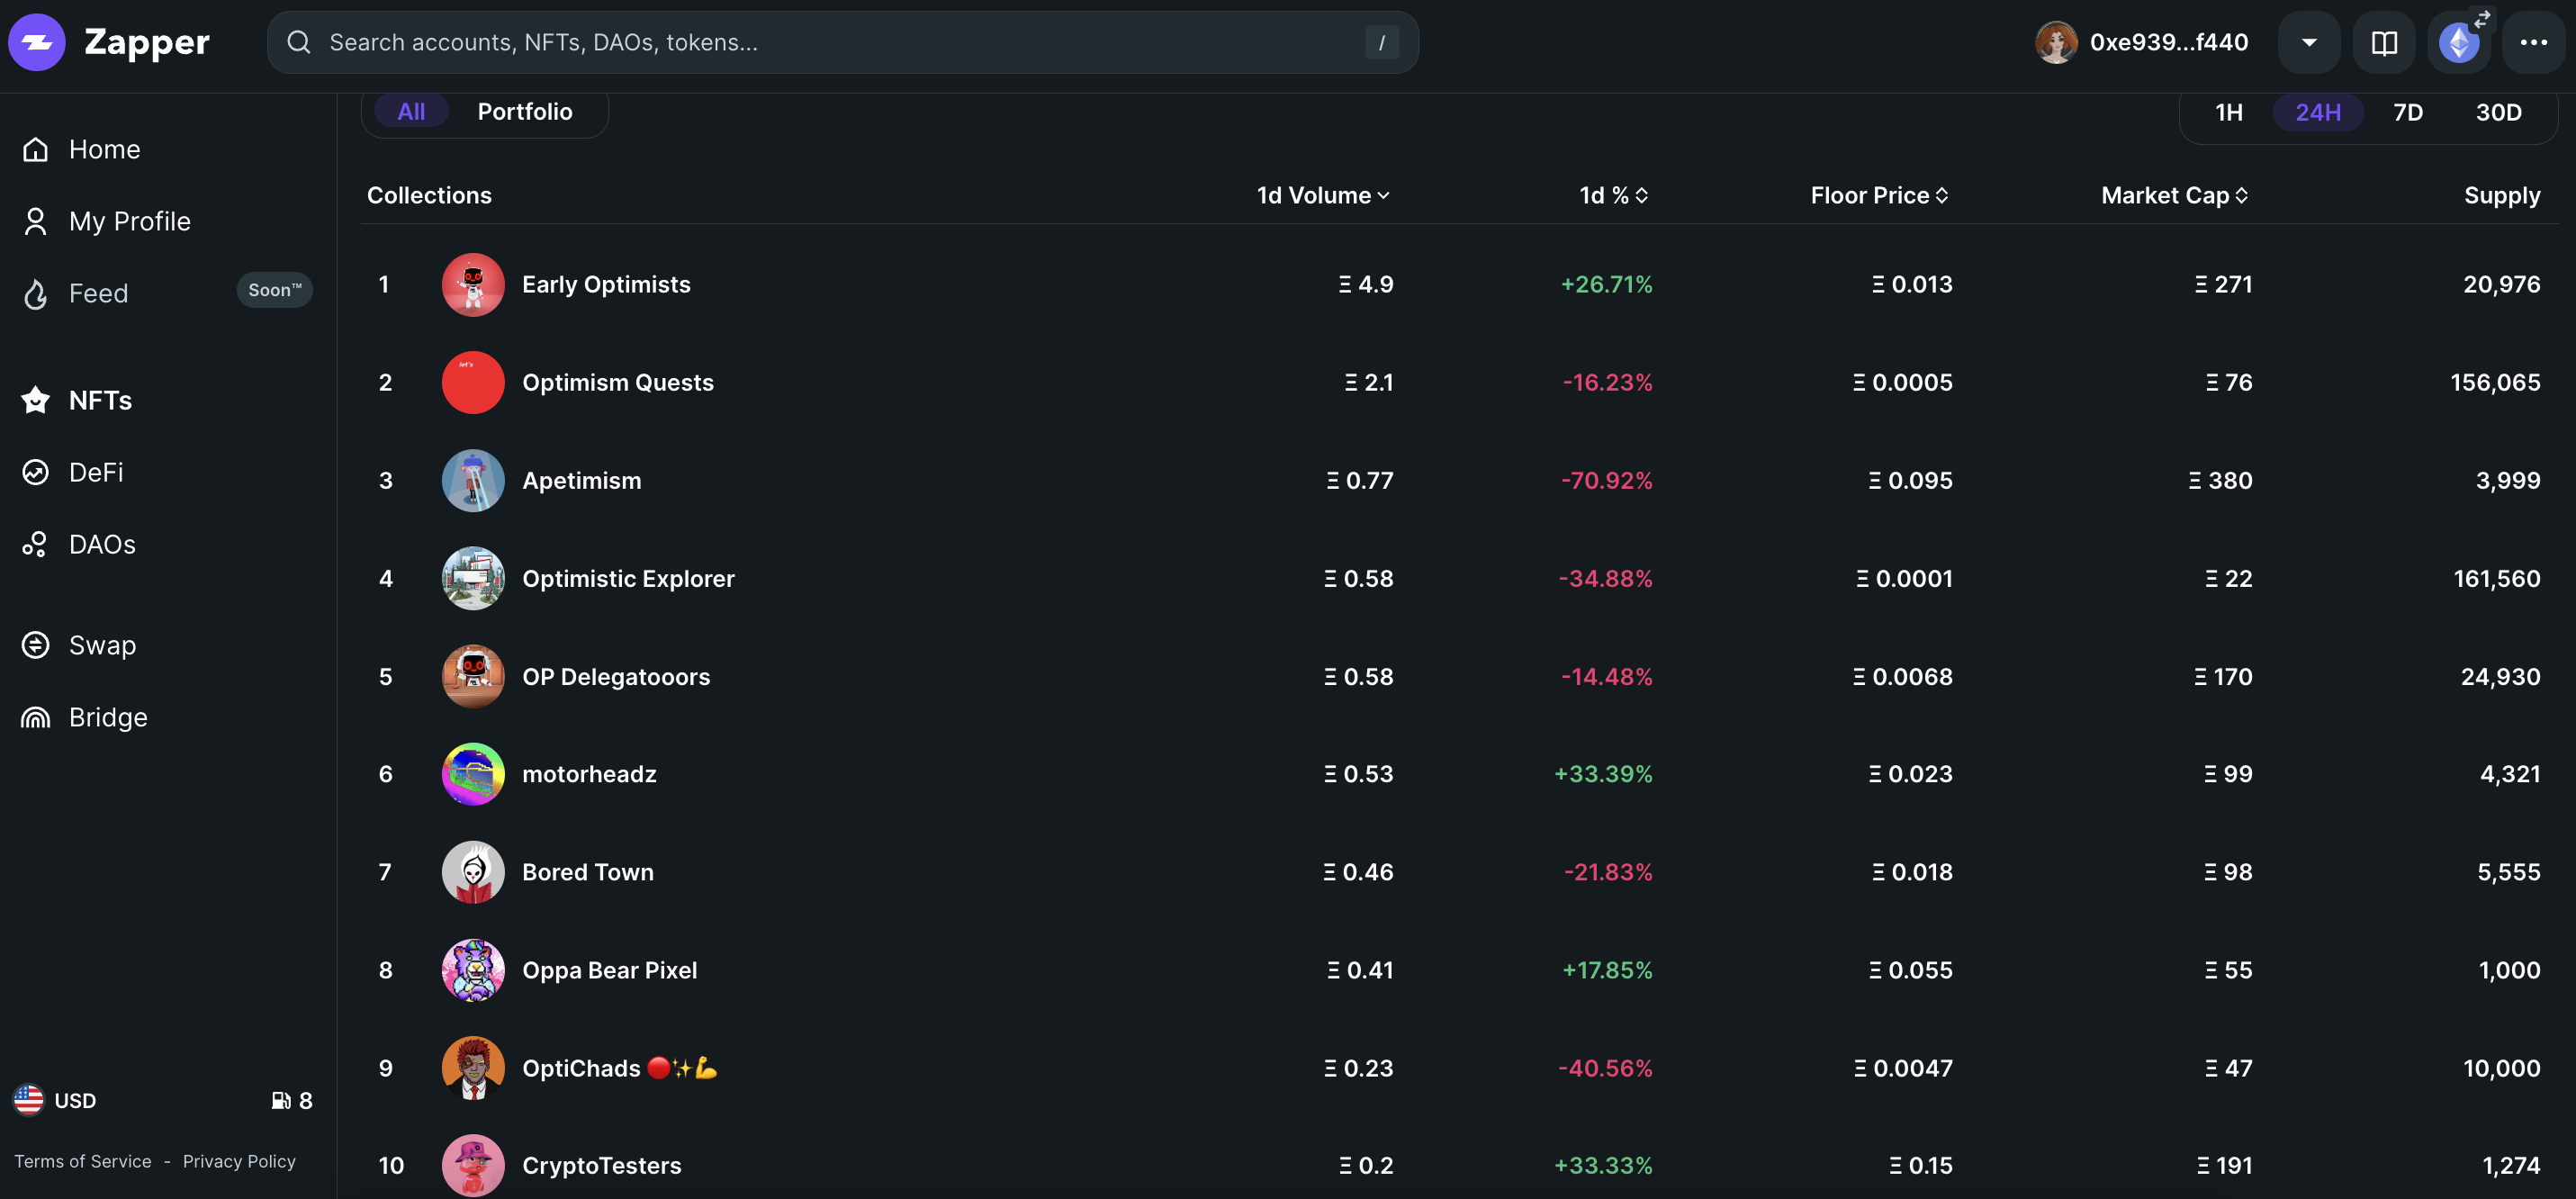 Zapper
Search accounts, NFTs, DAOs, tokens...
/
0xe939...f440
Home
My Profile
Feed
Soon™
NFTs
DeFi
DAOs
Swap
Bridge
USD
8
Terms of Service - Privacy Policy
All Portfolio
1H 24H 7D 30D
Collections 1d Volume 1d % Floor Price Market Cap Supply
1 Early Optimists Ξ 4.9 +26.71% Ξ 0.013 Ξ 271 20,976
2 Optimism Quests Ξ 2.1 -16.23% Ξ 0.0005 Ξ 76 156,065
3 Apetimism Ξ 0.77 -70.92% Ξ 0.095 Ξ 380 3,999
4 Optimistic Explorer Ξ 0.58 -34.88% Ξ 0.0001 Ξ 22 161,560
5 OP Delegatooors Ξ 0.58 -14.48% Ξ 0.0068 Ξ 170 24,930
6 motorheadz Ξ 0.53 +33.39% Ξ 0.023 Ξ 99 4,321
7 Bored Town Ξ 0.46 -21.83% Ξ 0.018 Ξ 98 5,555
8 Oppa Bear Pixel Ξ 0.41 +17.85% Ξ 0.055 Ξ 55 1,000
9 OptiChads 🔴✨💪 Ξ 0.23 -40.56% Ξ 0.0047 Ξ 47 10,000
10 CryptoTesters Ξ 0.2 +33.33% Ξ 0.15 Ξ 191 1,274